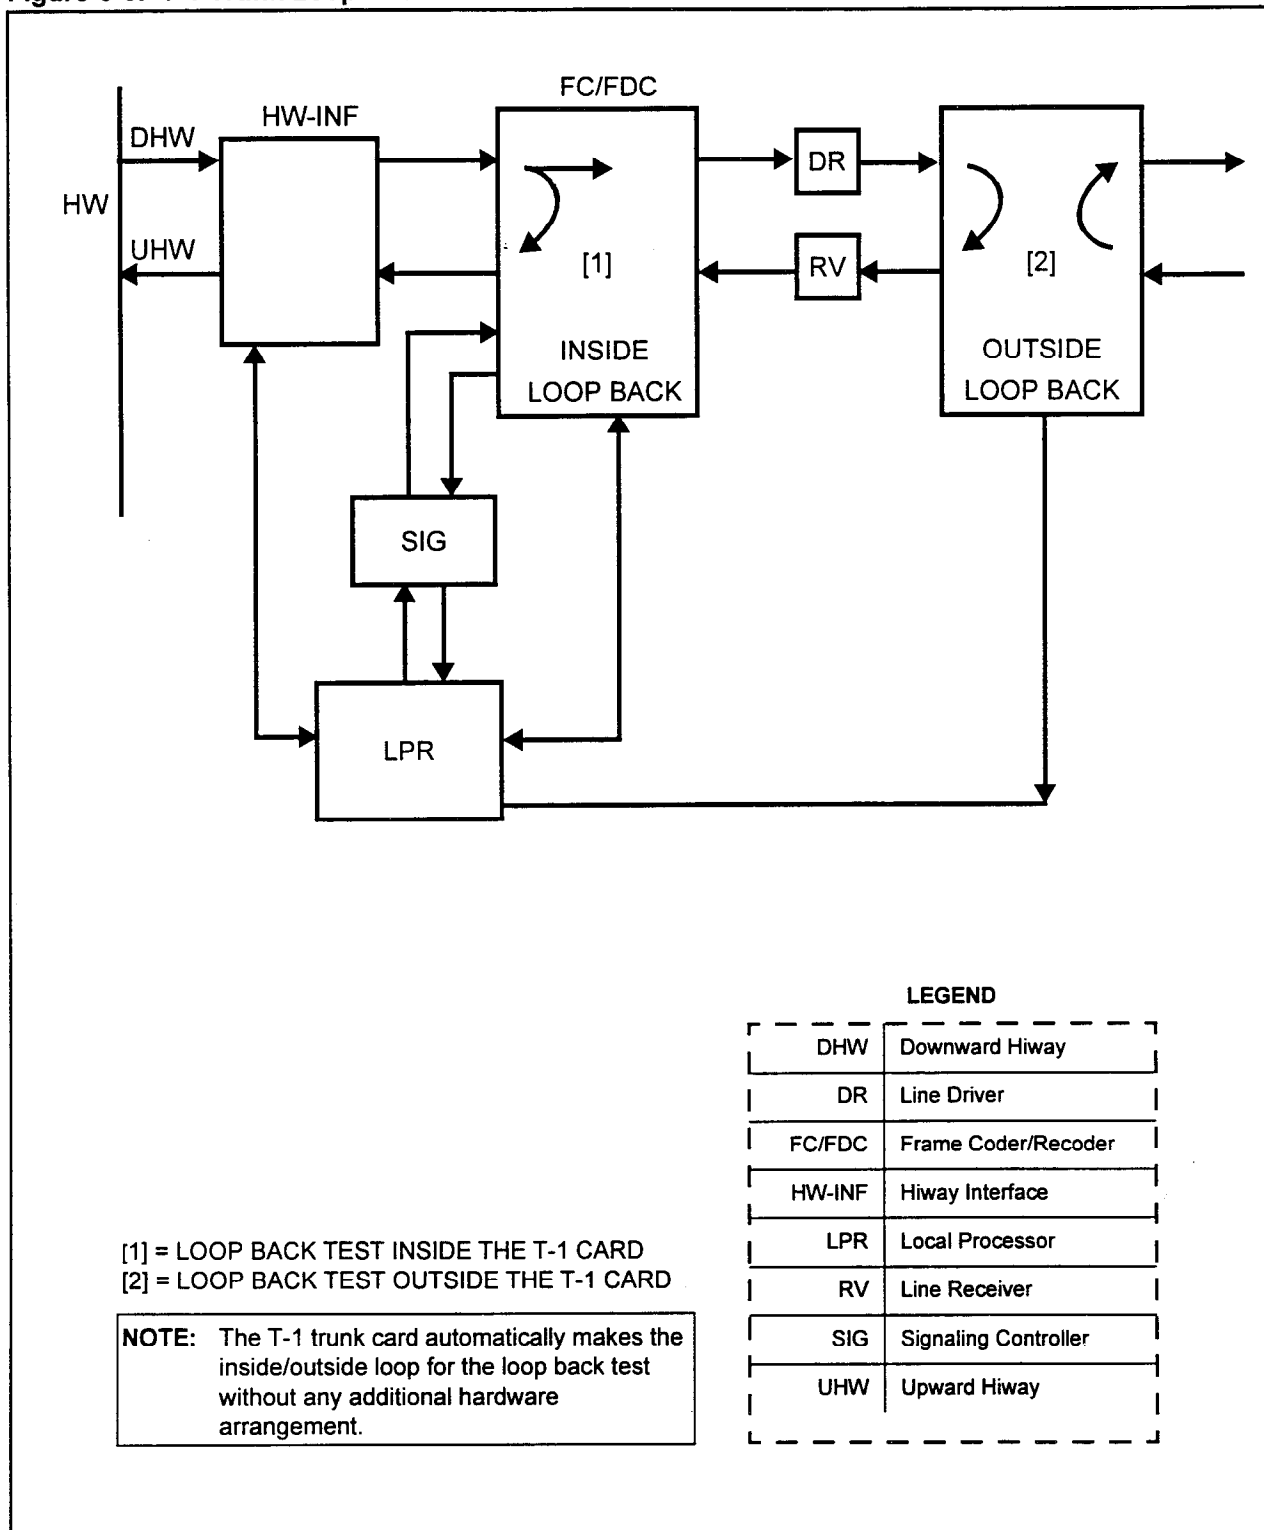 FC/FDC
HW-INF
DHW
DR
HW
UHW
RV
[1]
[2]
INSIDE
LOOP BACK
OUTSIDE
LOOP BACK
SIG
LPR
LEGEND
DHW Downward Hiway
DR Line Driver
FC/FDC Frame Coder/Recoder
HW-INF Hiway Interface
LPR Local Processor
RV Line Receiver
SIG Signaling Controller
UHW Upward Hiway
[1] = LOOP BACK TEST INSIDE THE T-1 CARD
[2] = LOOP BACK TEST OUTSIDE THE T-1 CARD
NOTE: The T-1 trunk card automatically makes the
inside/outside loop for the loop back test
without any additional hardware
arrangement.